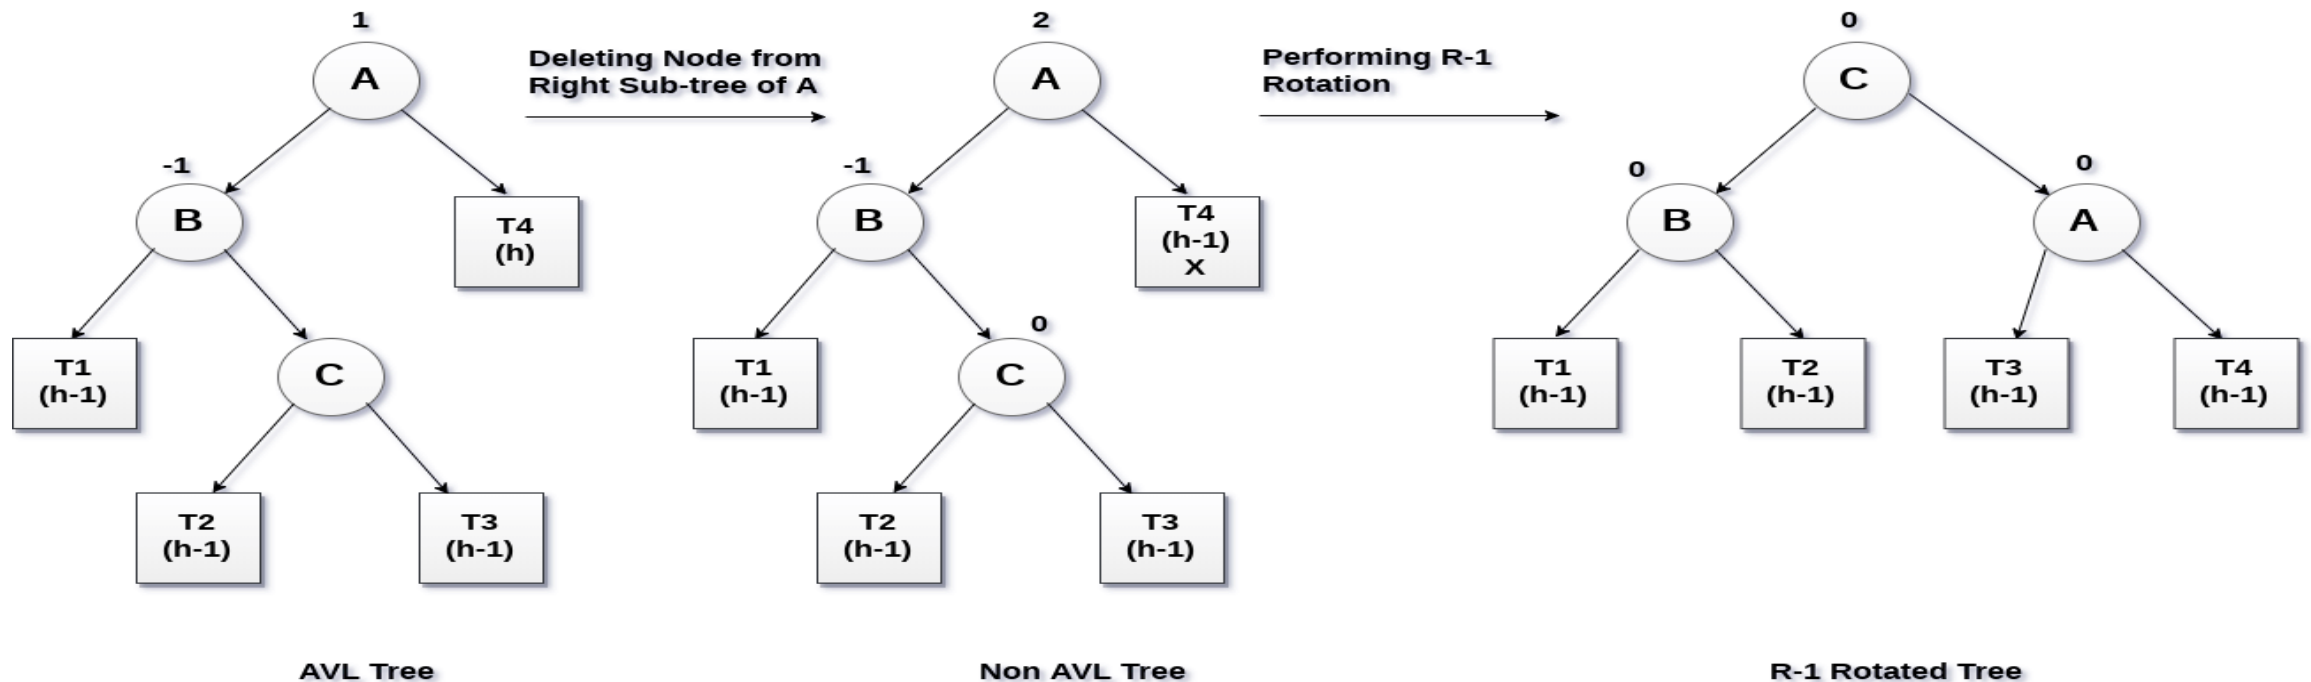 1
A
Deleting Node from
Right Sub-tree of A
-1
B
T4
(h)
T1
(h-1)
C
T2
(h-1)
T3
(h-1)
AVL Tree
2
A
Performing R-1
Rotation
-1
B
T4
(h-1)
X
0
T1
(h-1)
C
T2
(h-1)
T3
(h-1)
Non AVL Tree
0
C
0
B
0
A
T1
(h-1)
T2
(h-1)
T3
(h-1)
T4
(h-1)
R-1 Rotated Tree